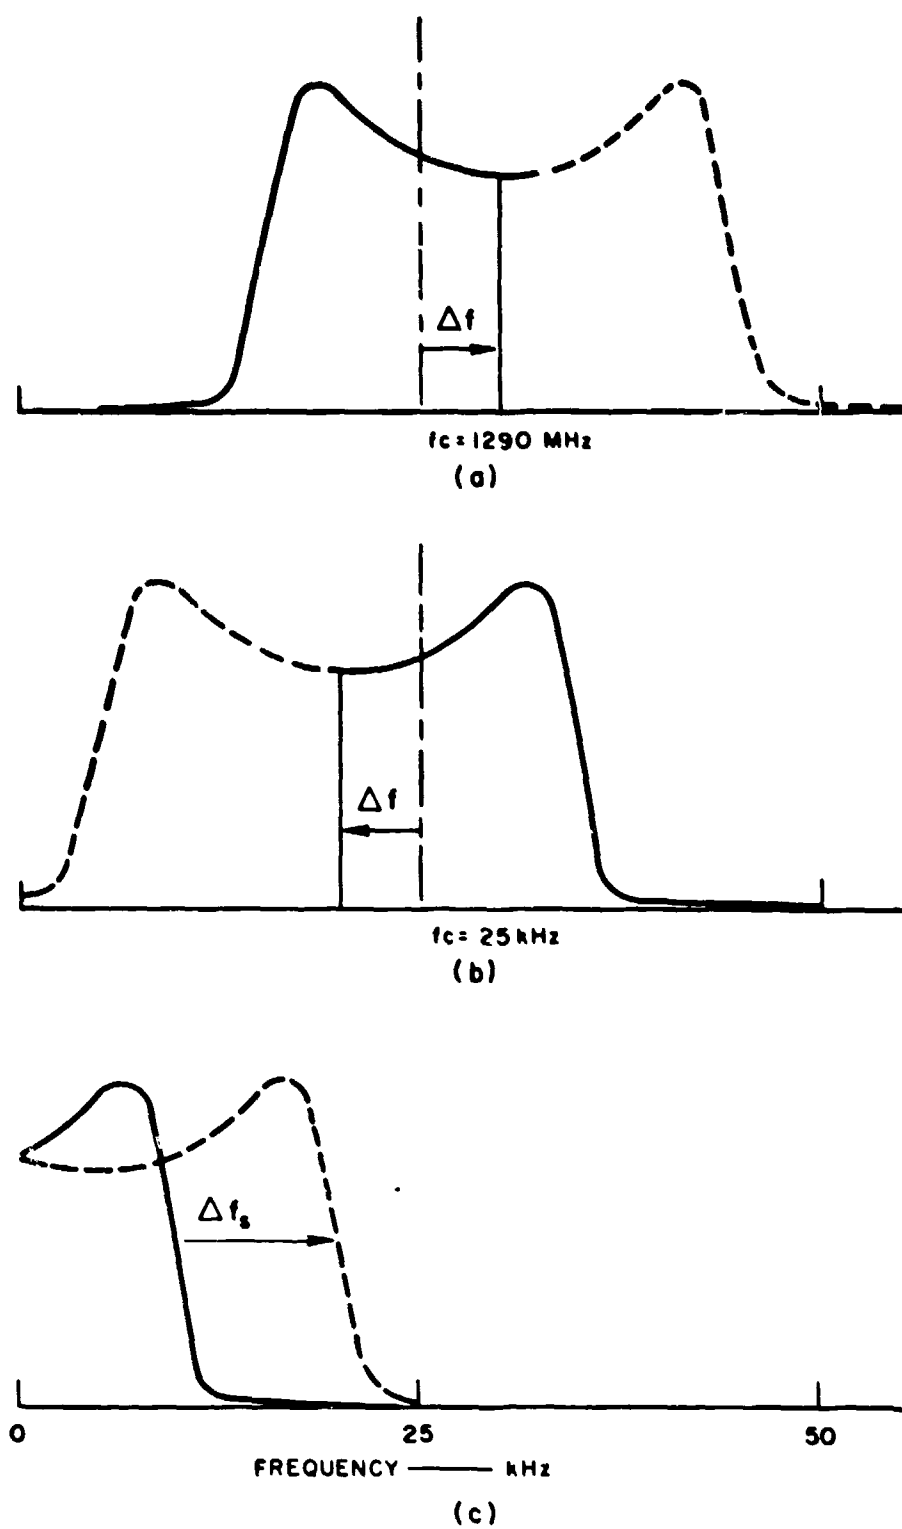 Δf
fc = 1290 MHz
(a)
Δf
fc = 25 kHz
(b)
Δfs
0 25 50
FREQUENCY —— kHz
(c)